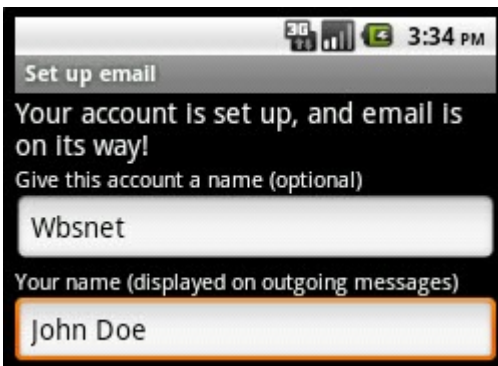 3G 3:34 PM
Set up email
Your account is set up, and email is
on its way!
Give this account a name (optional)
Wbsnet
Your name (displayed on outgoing messages)
John Doe